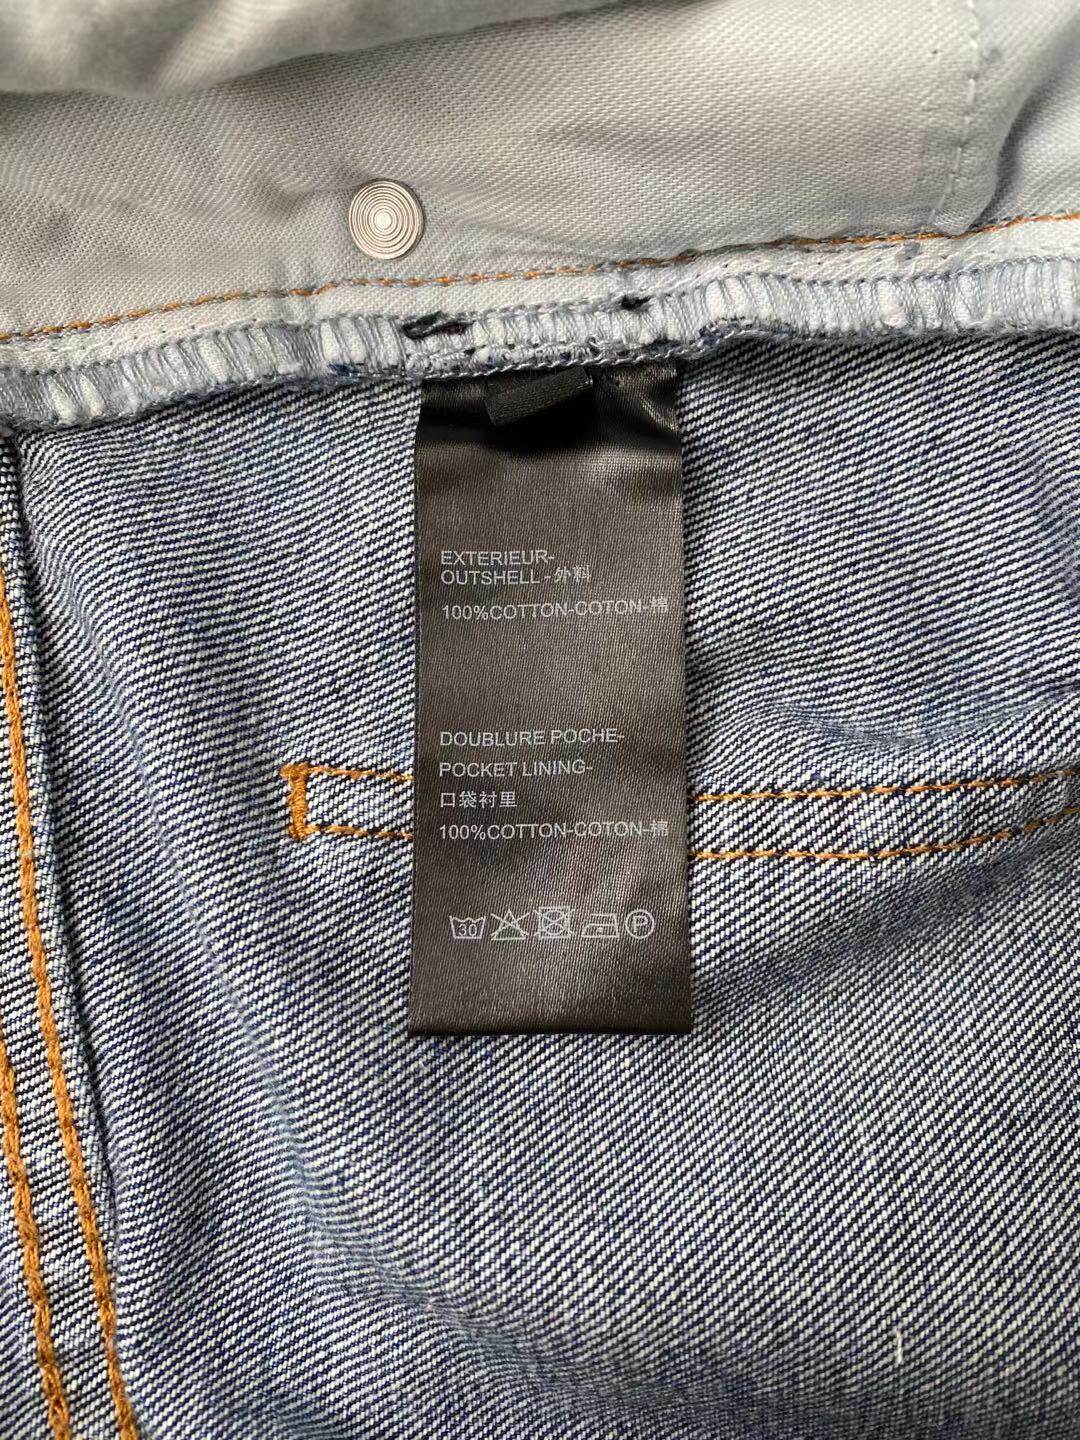 EXTERIEUR-
OUTSHELL-外料
100%COTTON-COTON-棉
DOUBLURE POCHE-
POCKET LINING-
口袋衬里
100%COTTON-COTON-棉
30 P